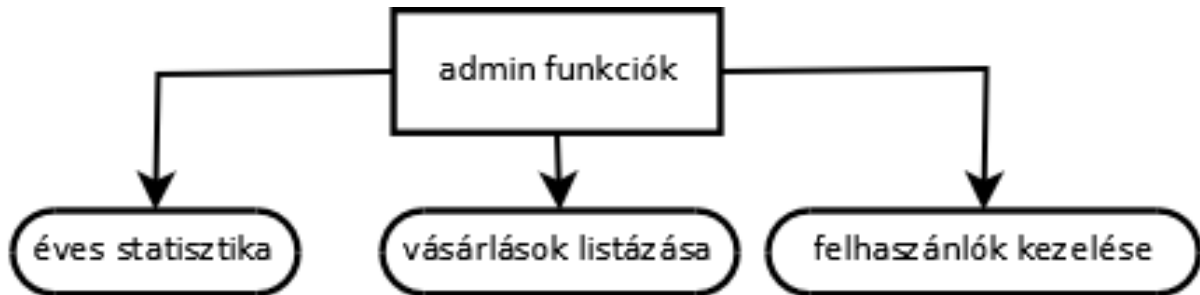 admin funkciók
éves statisztika
vásárlások listázása
felhaszánlók kezelése